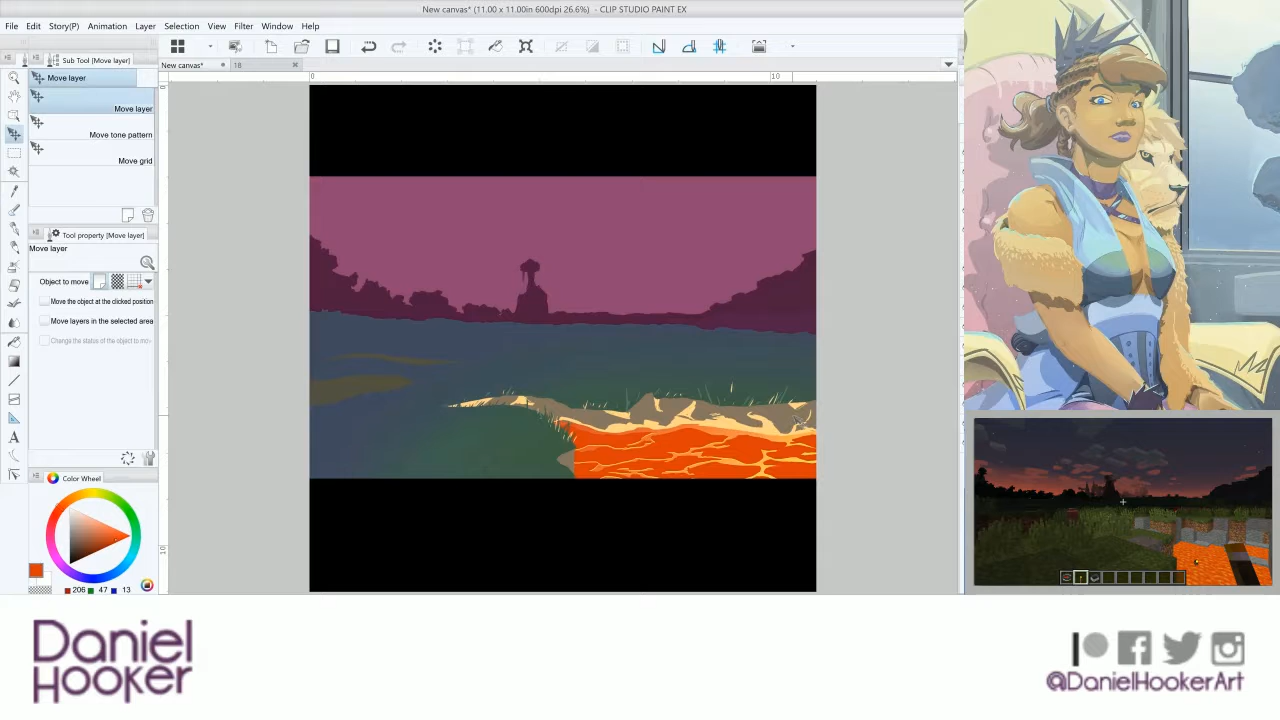 New canvas* (11.00 x 11.00in 600dpi 26.6%) - CLIP STUDIO PAINT EX
File Edit Story(P) Animation Layer Selection View Filter Window Help
Sub Tool [Move layer]
New canvas*
18
Move layer
0
10
Move layer
Move tone pattern
Move grid
Tool property [Move layer]
Move layer
Object to move
Move the object at the clicked position
Move layers in the selected area
Color Wheel
206 47 13
Daniel
Hooker
@DanielHookerArt